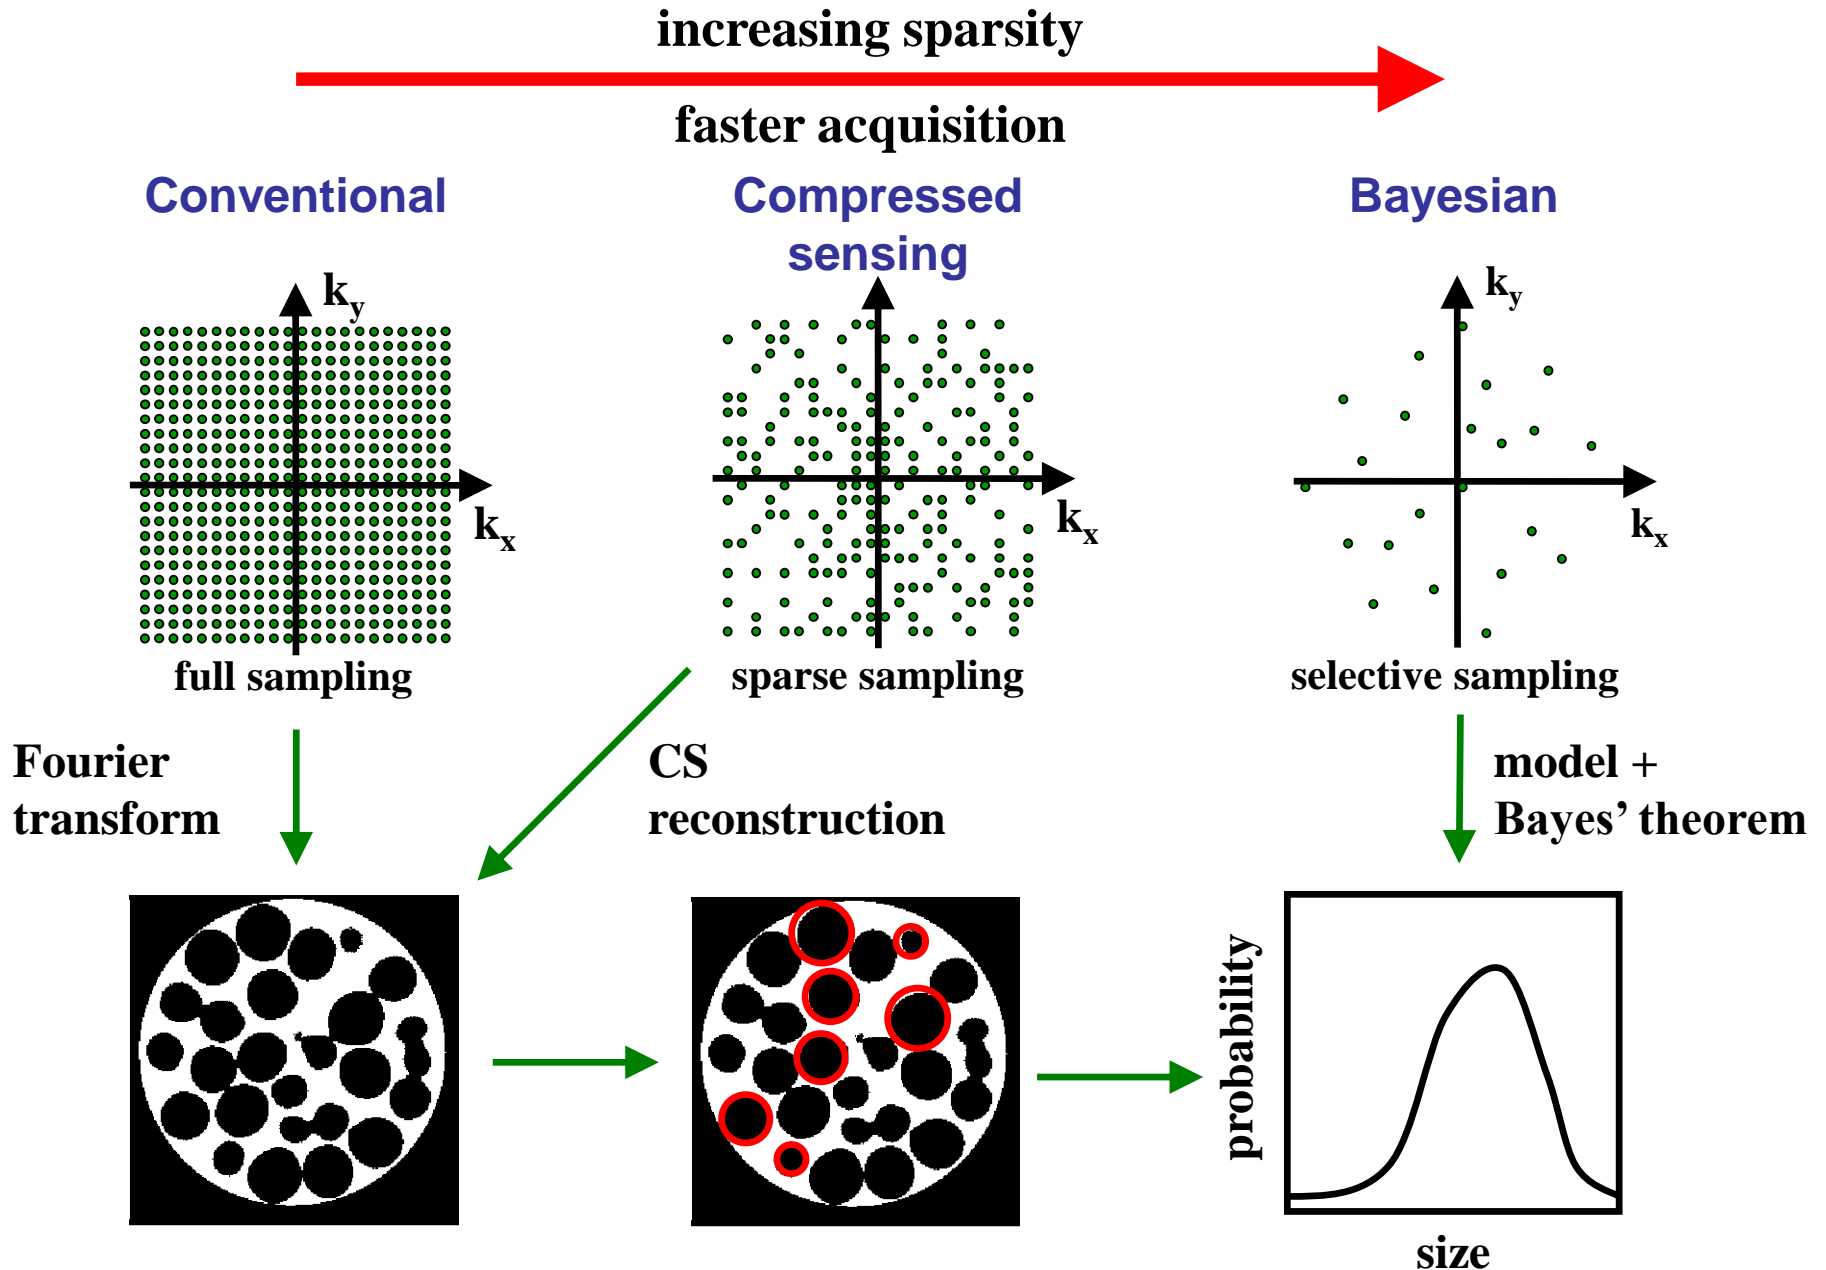 increasing sparsity
faster acquisition
Conventional
Compressed
sensing
Bayesian
ky
kx
full sampling
kx
sparse sampling
ky
kx
selective sampling
Fourier
transform
CS
reconstruction
model +
Bayes’ theorem
probability
size